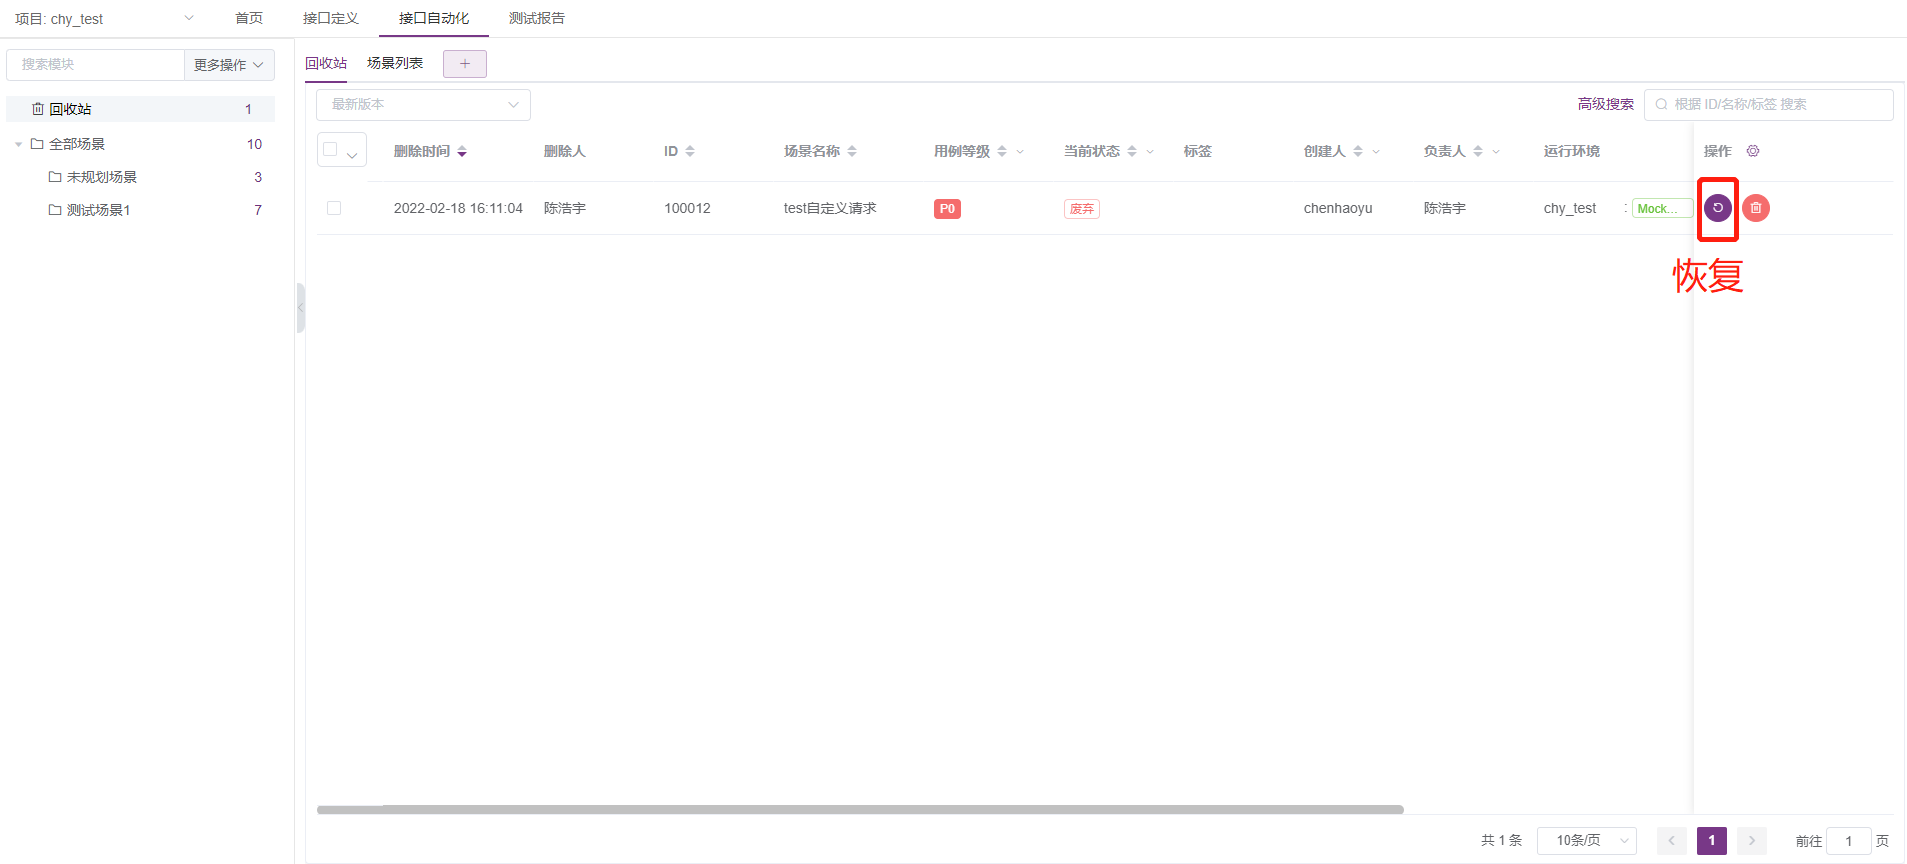 项目: chy_test 首页 接口定义 接口自动化 测试报告
搜索模块 更多操作
回收站 1
全部场景 10
未规划场景 3
测试场景1 7
回收站 场景列表 +
最新版本 高级搜索 根据 ID/名称/标签 搜索
删除时间 删除人 ID 场景名称 用例等级 当前状态 标签 创建人 负责人 运行环境 操作
2022-02-18 16:11:04 陈浩宇 100012 test自定义请求 P0 废弃 chenhaoyu 陈浩宇 chy_test : Mock...
恢复
共 1 条 10条/页 1 前往 1 页